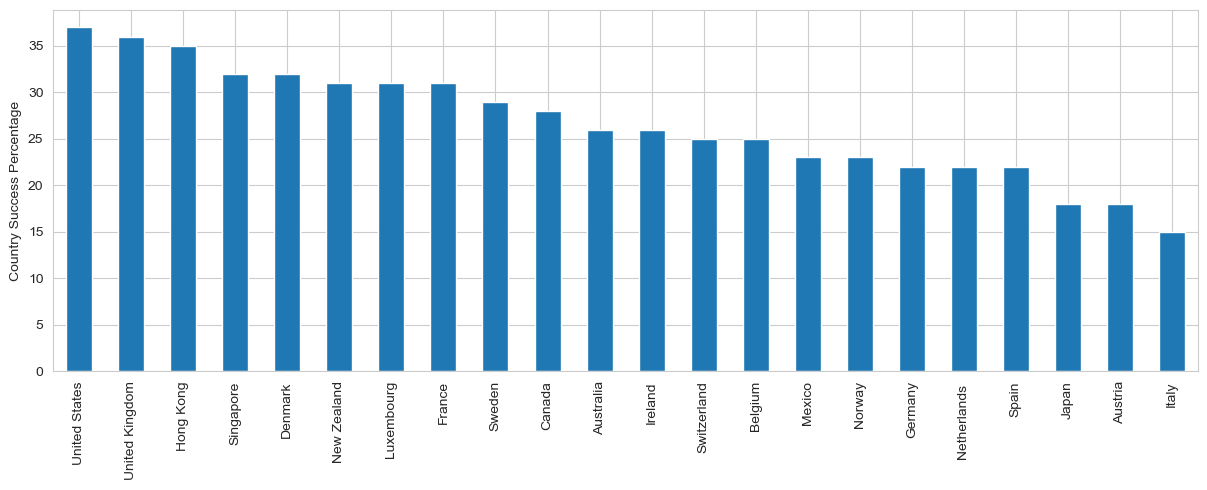 Country Success Percentage
35
30
25
20
15
10
5
0
United States
United Kingdom
Hong Kong
Singapore
Denmark
New Zealand
Luxembourg
France
Sweden
Canada
Australia
Ireland
Switzerland
Belgium
Mexico
Norway
Germany
Netherlands
Spain
Japan
Austria
Italy